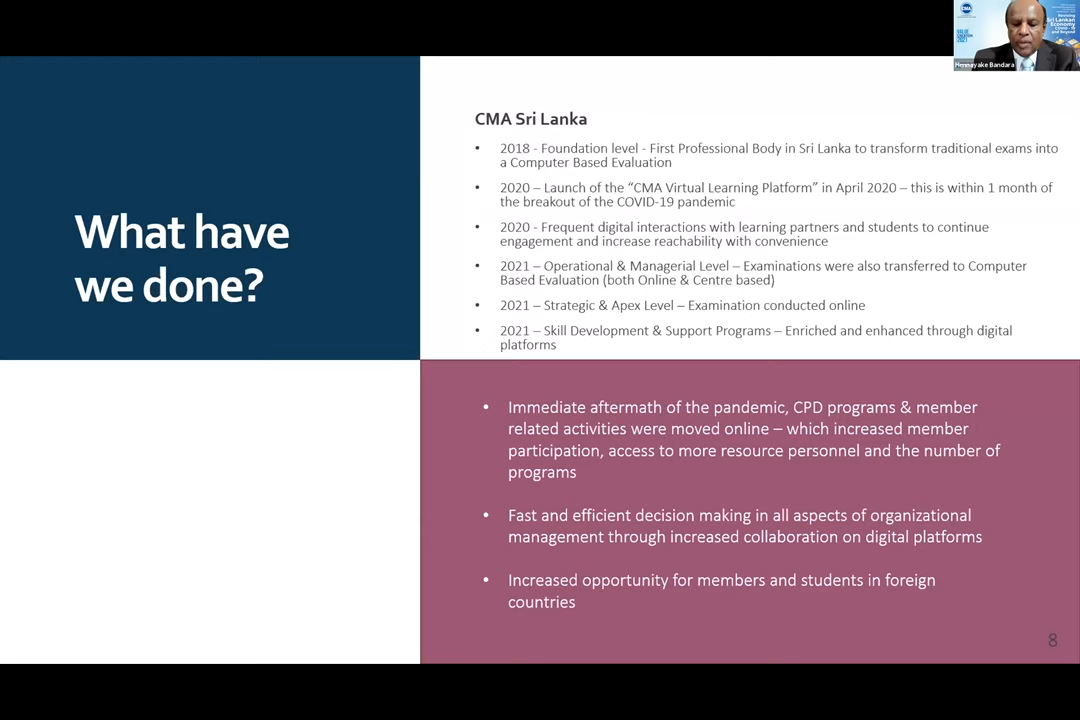 What have
we done?
CMA Sri Lanka
• 2018 - Foundation level - First Professional Body in Sri Lanka to transform traditional exams into
a Computer Based Evaluation
• 2020 – Launch of the “CMA Virtual Learning Platform” in April 2020 – this is within 1 month of
the breakout of the COVID-19 pandemic
• 2020 - Frequent digital interactions with learning partners and students to continue
engagement and increase reachability with convenience
• 2021 – Operational & Managerial Level – Examinations were also transferred to Computer
Based Evaluation (both Online & Centre based)
• 2021 – Strategic & Apex Level – Examination conducted online
• 2021 – Skill Development & Support Programs – Enriched and enhanced through digital
platforms
• Immediate aftermath of the pandemic, CPD programs & member
related activities were moved online – which increased member
participation, access to more resource personnel and the number of
programs
• Fast and efficient decision making in all aspects of organizational
management through increased collaboration on digital platforms
• Increased opportunity for members and students in foreign
countries
8
CMA
Sri Lankan
Economy
and Beyond
Hennayake Bandara